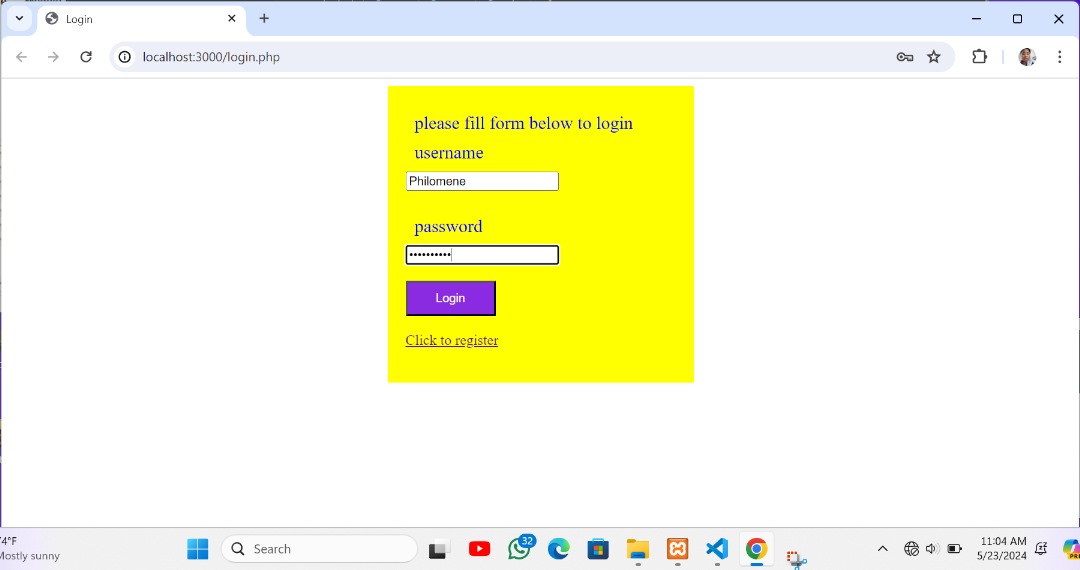 Login
localhost:3000/login.php
please fill form below to login
username
Philomene
password
••••••••••
Login
Click to register
4°F
Mostly sunny
Search
32
11:04 AM
5/23/2024